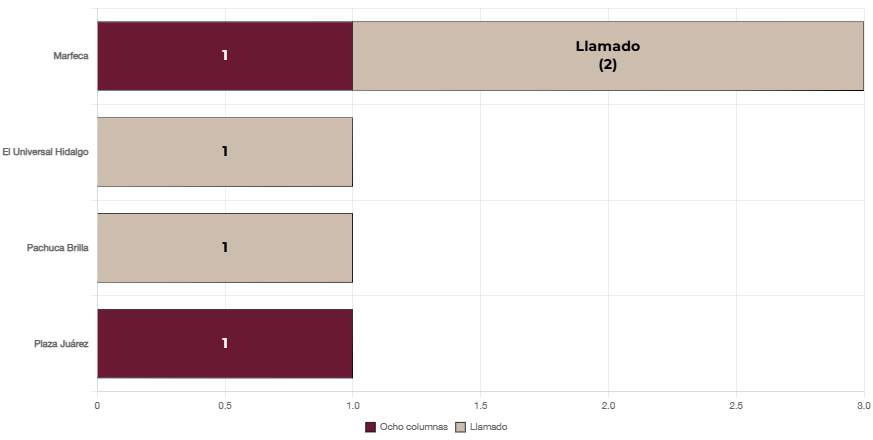 Marfeca
1
Llamado
(2)
El Universal Hidalgo
1
Pachuca Brilla
1
Plaza Juárez
1
0 0.5 1.0 1.5 2.0 2.5 3.0
Ocho columnas Llamado